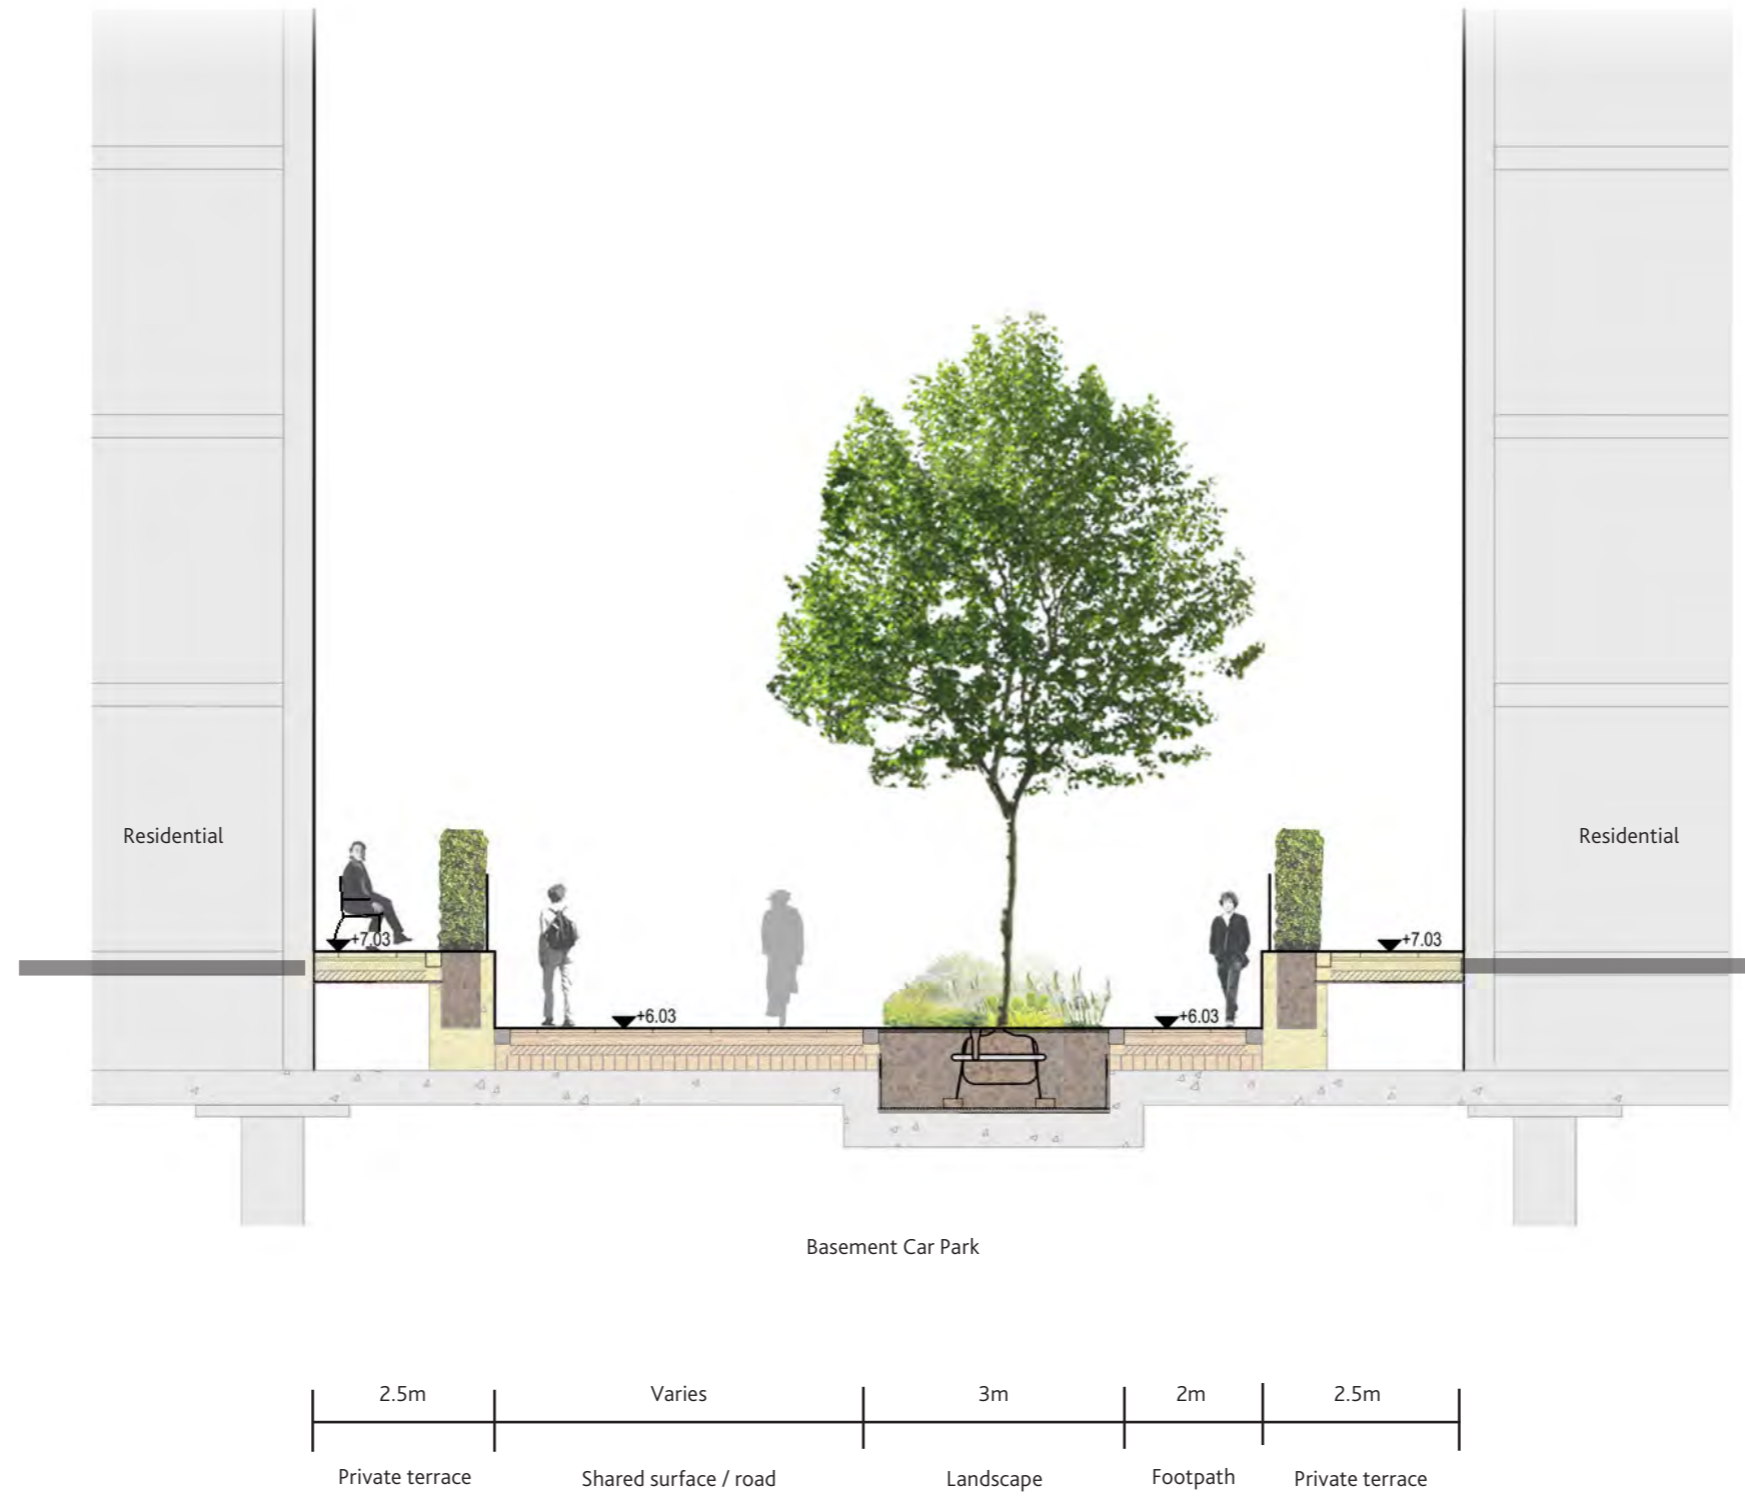 Residential
Residential
+7.03
+7.03
+6.03
+6.03
Basement Car Park
2.5m
Varies
3m
2m
2.5m
Private terrace
Shared surface / road
Landscape
Footpath
Private terrace